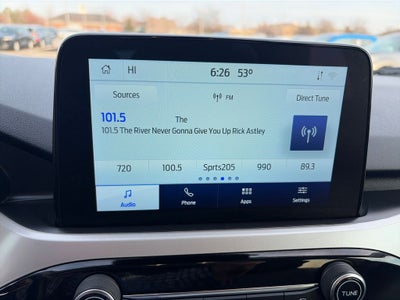 HI 6:26 53°
Sources FM Direct Tune
101.5 The
101.5 The River Never Gonna Give You Up Rick Astley
720 100.5 Sprts205 990 89.3
Audio Phone Apps Settings
TUNE